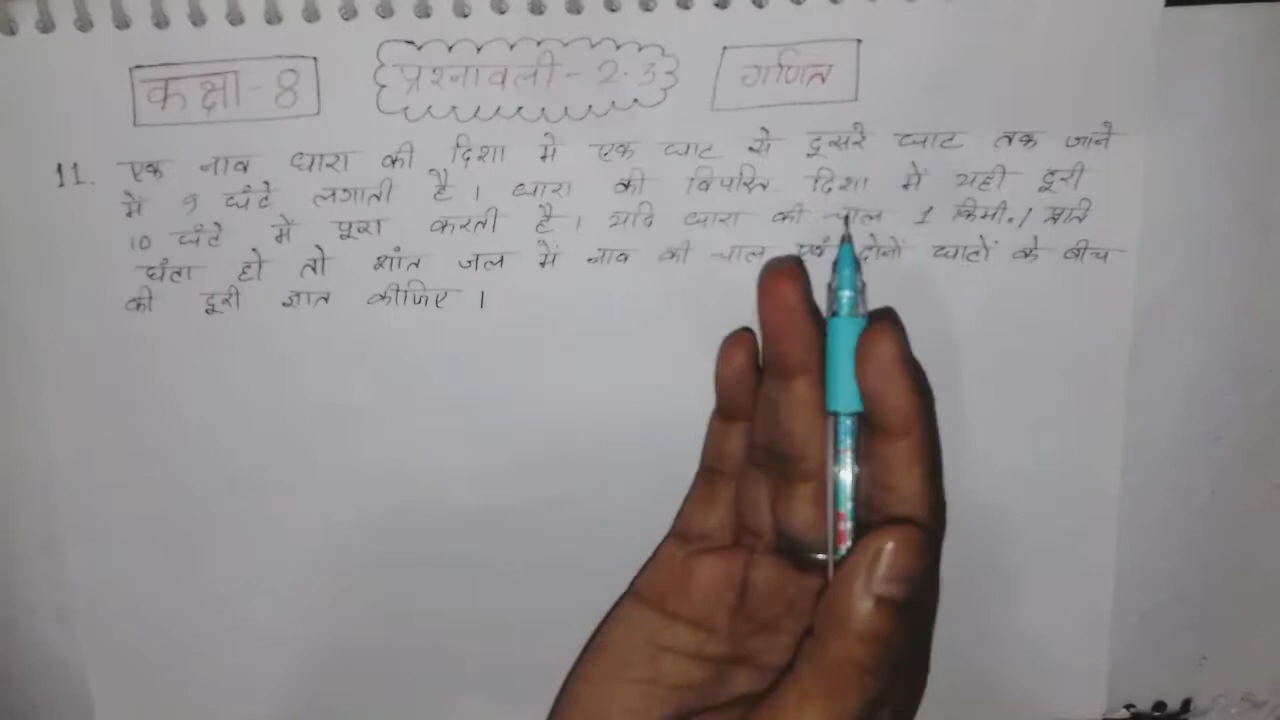 कक्षा-8 प्रश्नावली-2.3 गणित
11. एक नाव धारा की दिशा में एक घाट से दूसरे घाट तक जाने
में 9 घंटे लगाती है। धारा की विपरित दिशा में यही दूरी
10 घंटे में पूरा करती है। यदि धारा की चाल 1 किमी./प्रति
घंटा हो तो शांत जल में नाव की चाल एवं दोनों घाटों के बीच
की दूरी ज्ञात कीजिए।